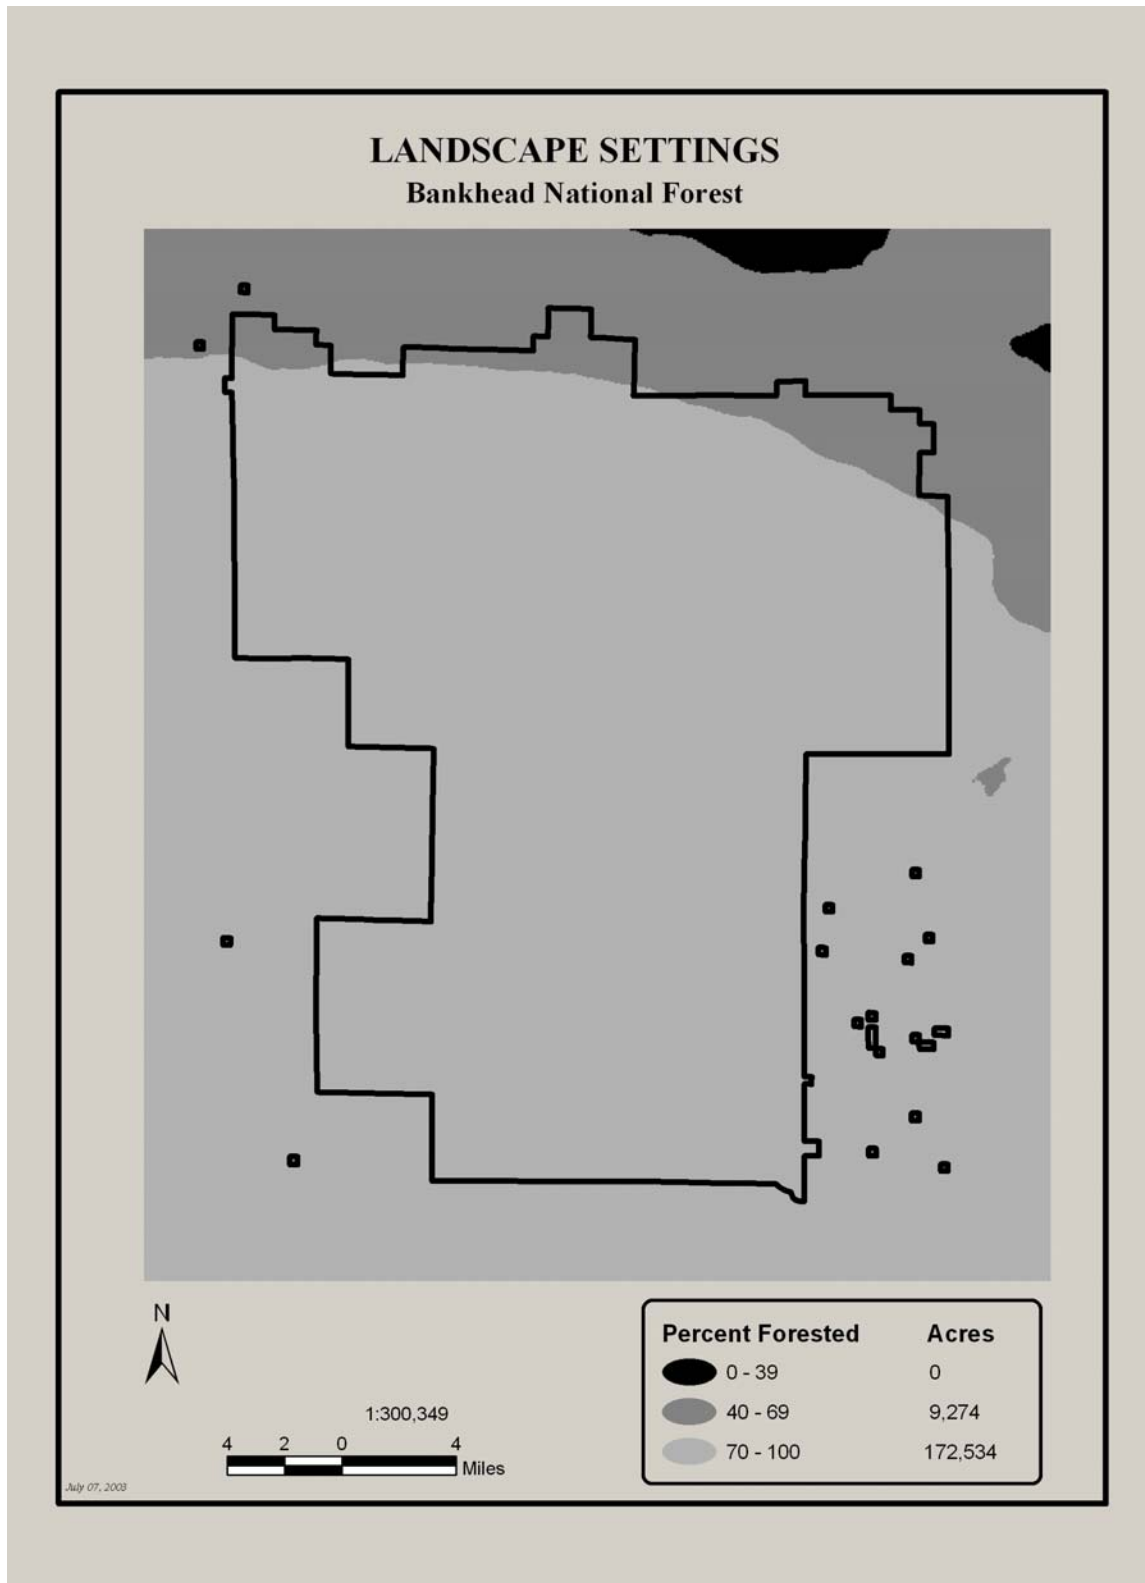 LANDSCAPE SETTINGS
Bankhead National Forest
N
1:300,349
4 2 0 4
Miles
Percent Forested Acres
0 - 39 0
40 - 69 9,274
70 - 100 172,534
July 07, 2003